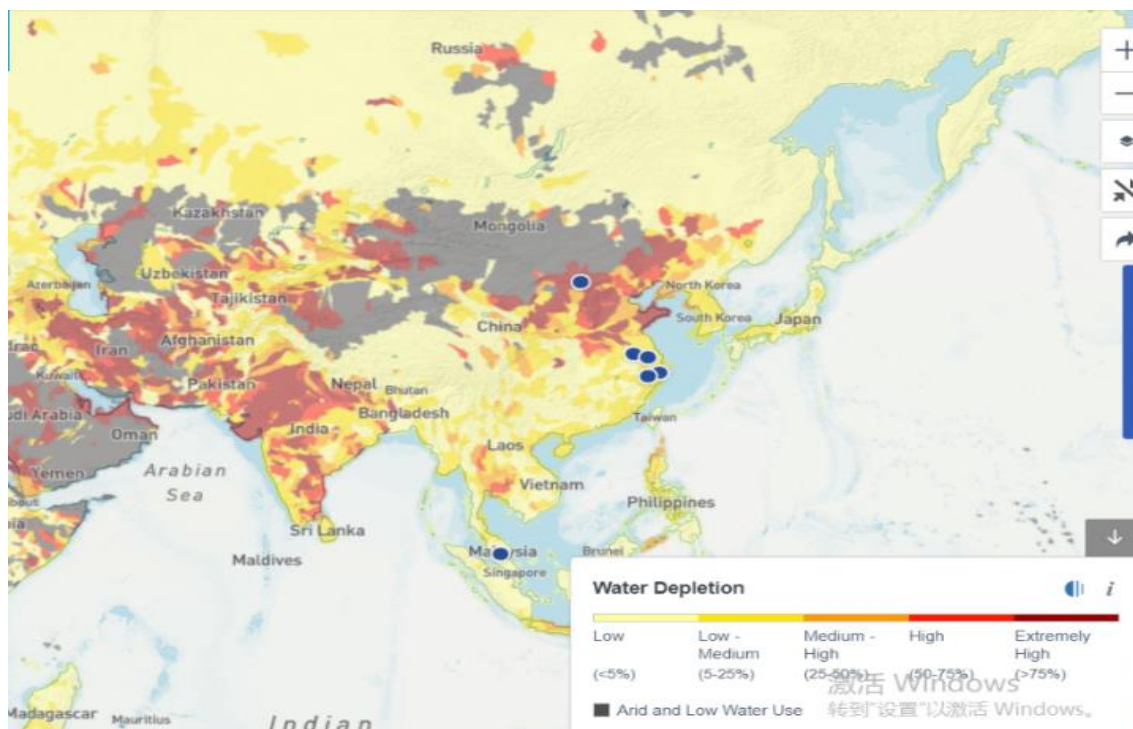 Russia
Kazakhstan
Mongolia
Azerbaijan
Uzbekistan
Tajikistan
North Korea
South Korea
Japan
China
Iran
Afghanistan
Kuwait
Pakistan
Nepal
Bhutan
Bangladesh
Taiwan
Oman
India
Laos
Yemen
Arabian
Sea
Vietnam
Philippines
Sri Lanka
Maldives
Brunei
Singapore
Madagascar
Mauritius
Indian
Water Depletion
i
Low
Low -
Medium
Medium -
High
High
Extremely
High
(<5%)
(5-25%)
(25-50%)
(50-75%)
(>75%)
激活 Windows
Arid and Low Water Use
转到"设置"以激活 Windows。